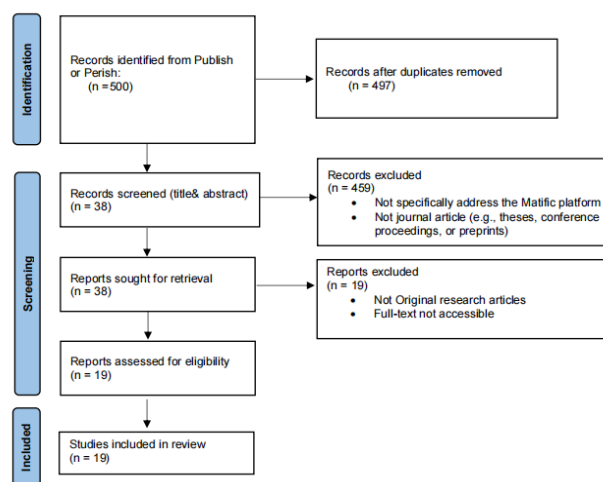 Identification
Records identified from Publish
or Perish:
(n =500)
Records after duplicates removed
(n = 497)
Screening
Records screened (title& abstract)
(n = 38)
Records excluded
(n = 459)
• Not specifically address the Matific platform
• Not journal article (e.g., theses, conference
proceedings, or preprints)
Reports sought for retrieval
(n = 38)
Reports excluded
(n = 19)
• Not Original research articles
• Full-text not accessible
Reports assessed for eligibility
(n = 19)
Included
Studies included in review
(n = 19)